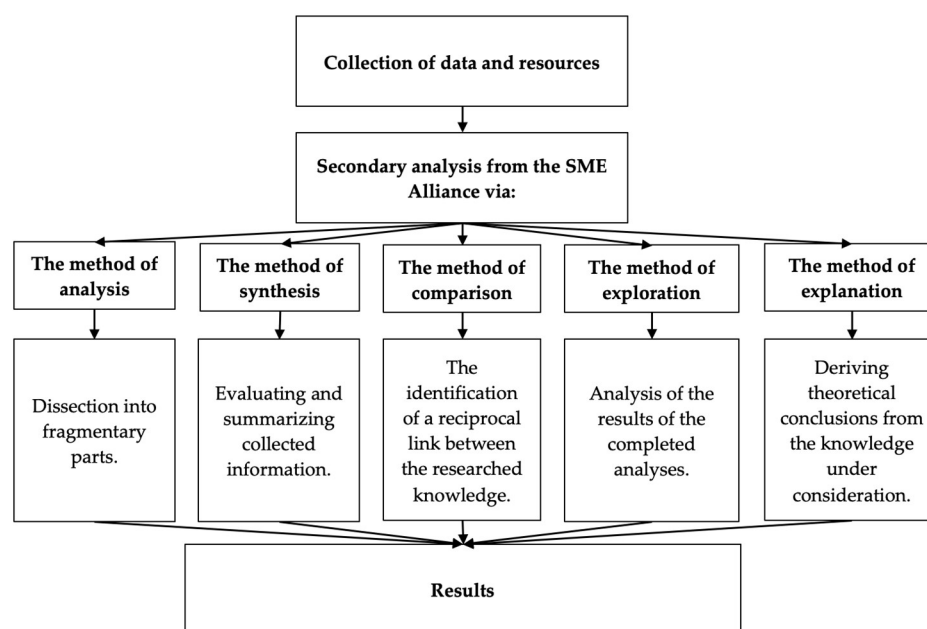 Collection of data and resources
Secondary analysis from the SME
Alliance via:
The method of
analysis
The method of
synthesis
The method of
comparison
The method of
exploration
The method of
explanation
Dissection into
fragmentary
parts.
Evaluating and
summarizing
collected
information.
The
identification
of a reciprocal
link between
the researched
knowledge.
Analysis of the
results of the
completed
analyses.
Deriving
theoretical
conclusions from
the knowledge
under
consideration.
Results